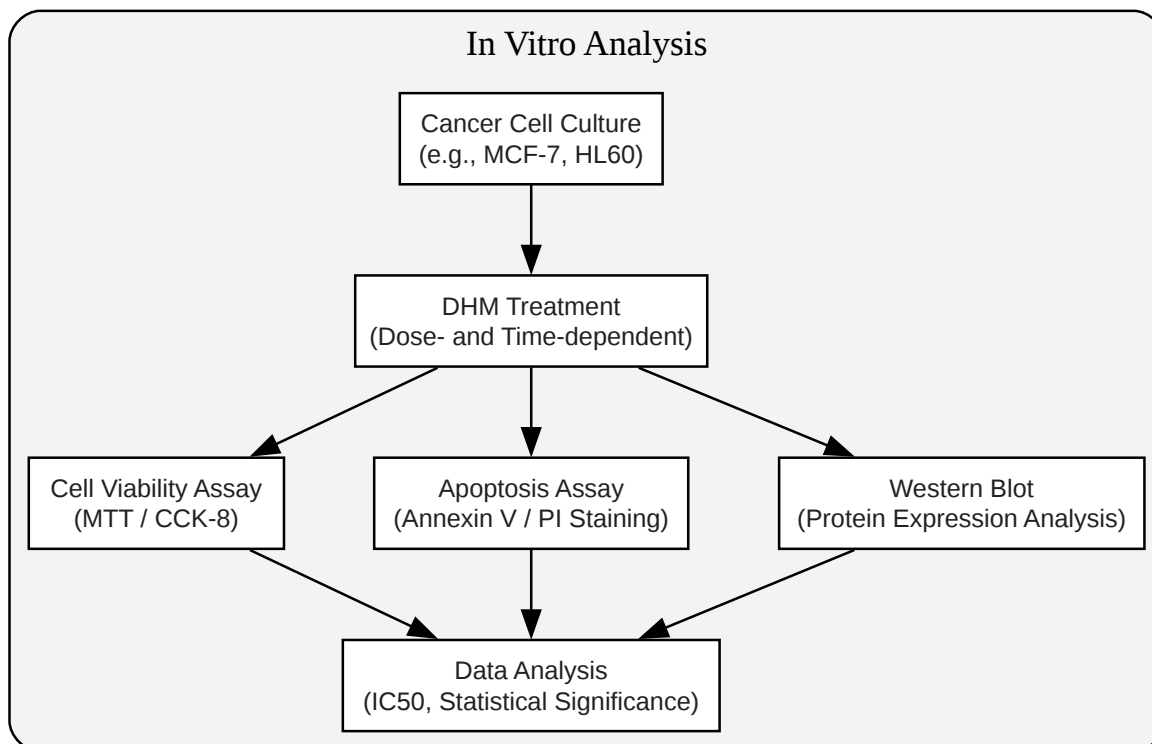 In Vitro Analysis
Cancer Cell Culture
(e.g., MCF-7, HL60)
DHM Treatment
(Dose- and Time-dependent)
Cell Viability Assay
(MTT / CCK-8)
Apoptosis Assay
(Annexin V / PI Staining)
Western Blot
(Protein Expression Analysis)
Data Analysis
(IC50, Statistical Significance)